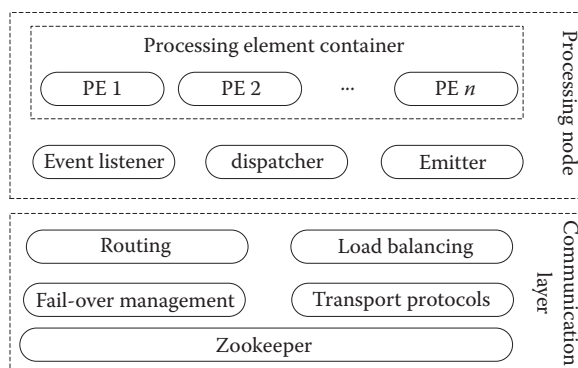 Processing element container
PE 1
PE 2
...
PE n
Event listener
dispatcher
Emitter
Processing node
Routing
Load balancing
Fail-over management
Transport protocols
Zookeeper
Communication
layer